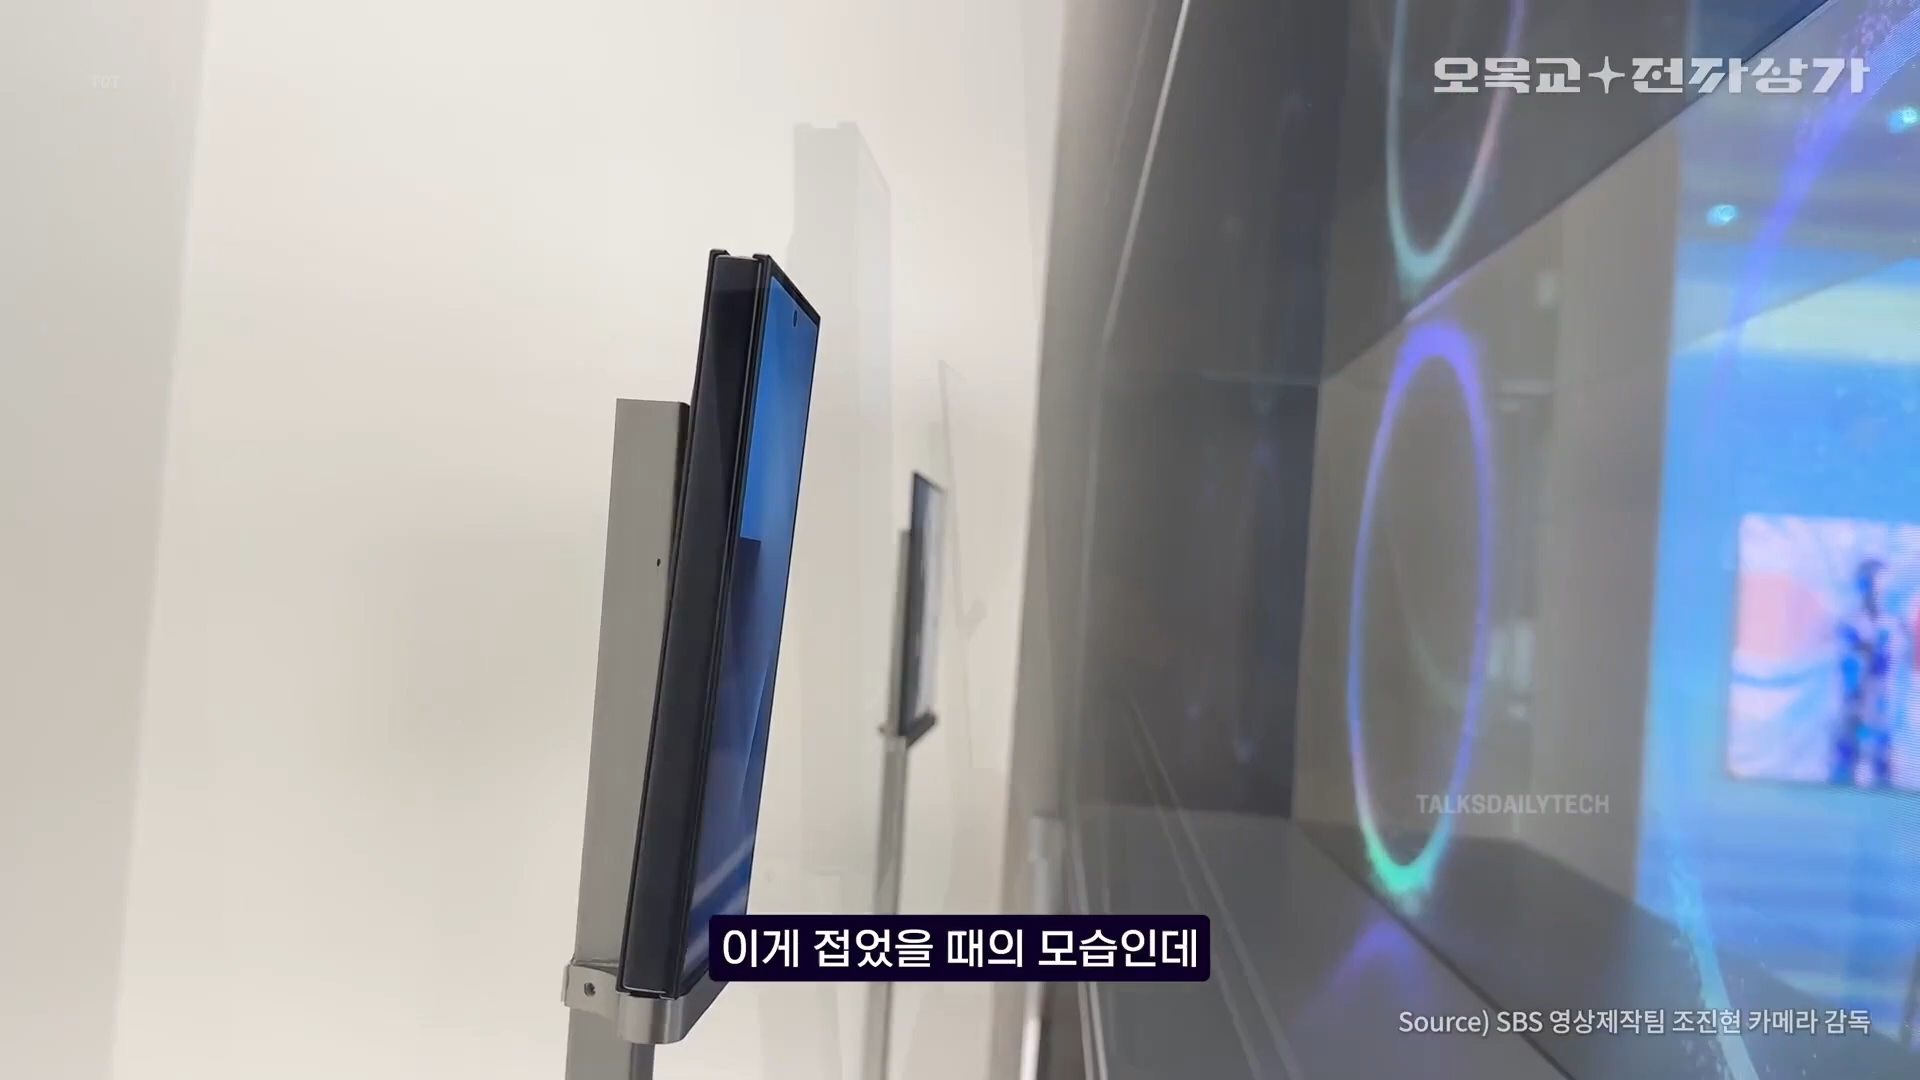 오목교 전자상가
TALKSDAILYTECH
이게 접었을 때의 모습인데
Source) SBS 영상제작팀 조진현 카메라 감독